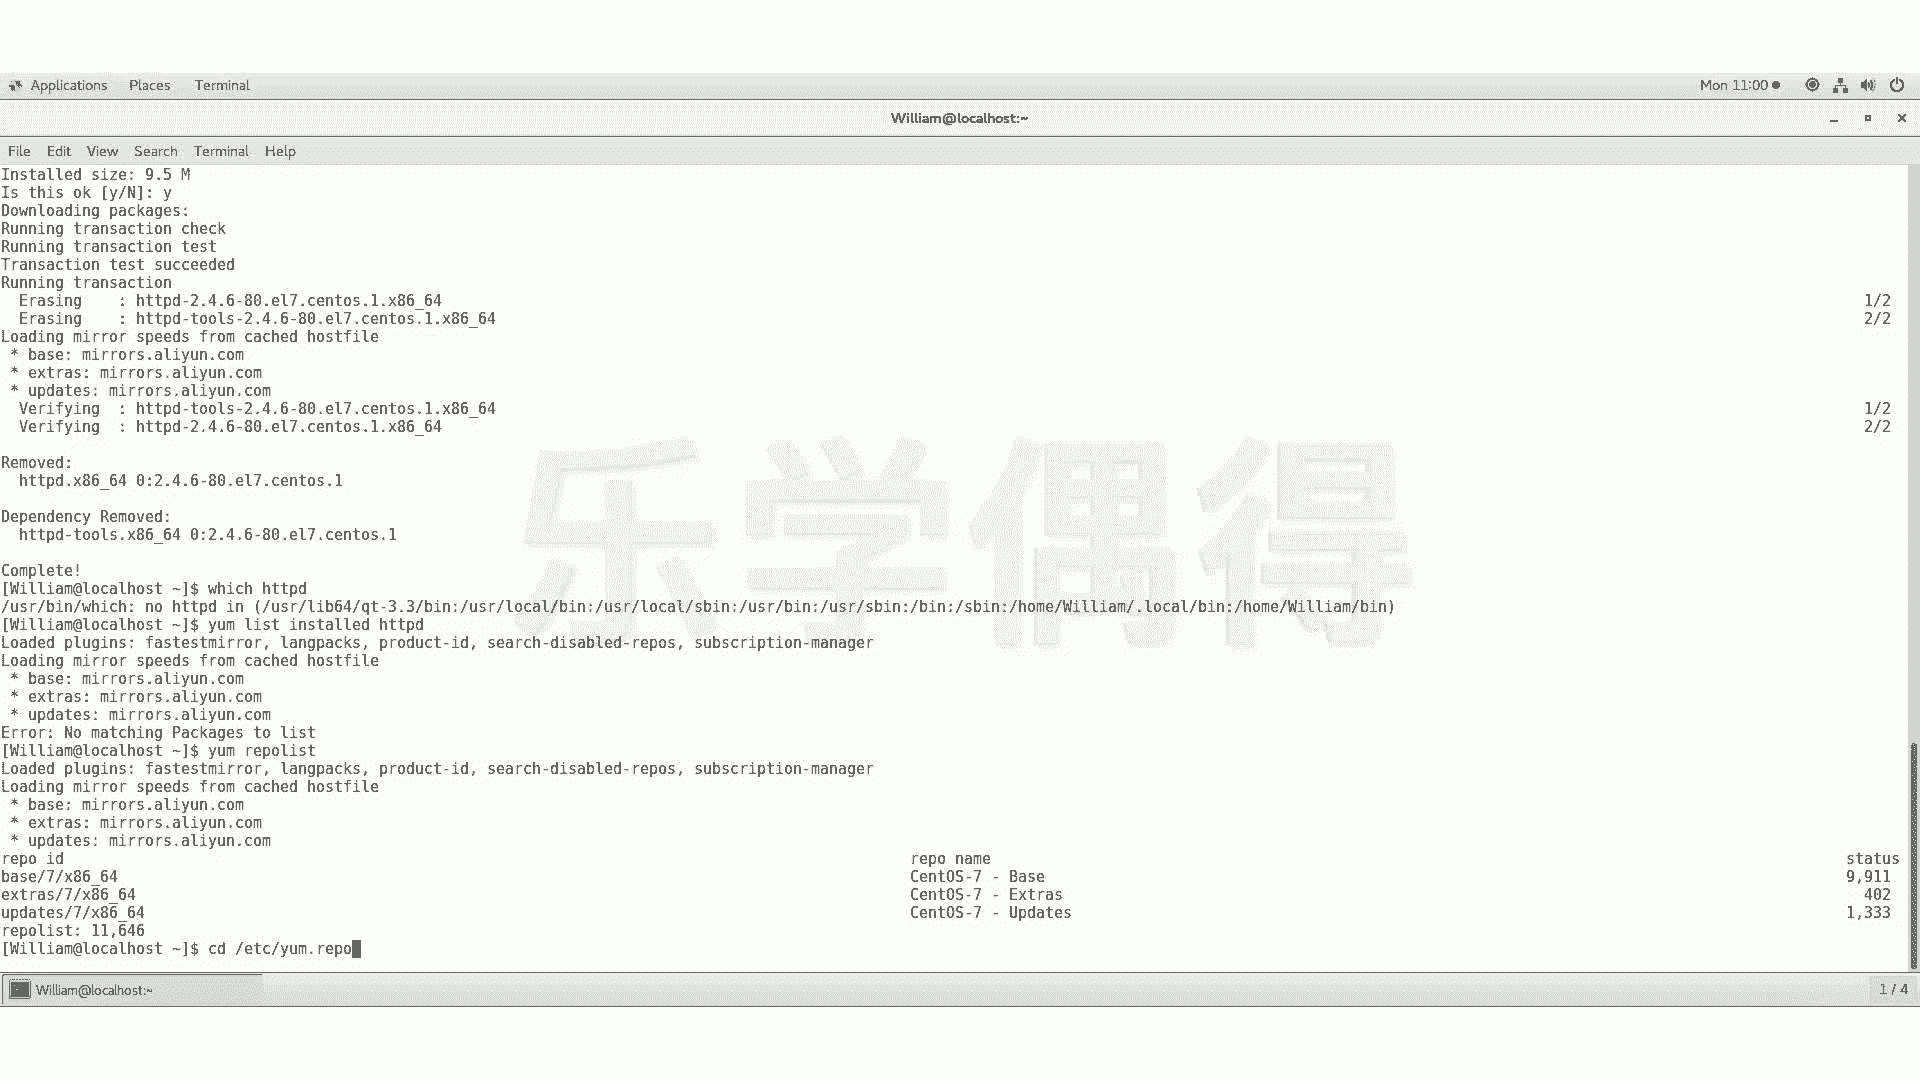 Applications Places Terminal Mon 11:00
William@localhost:~
File Edit View Search Terminal Help
Installed size: 9.5 M
Is this ok [y/N]: y
Downloading packages:
Running transaction check
Running transaction test
Transaction test succeeded
Running transaction
  Erasing    : httpd-2.4.6-80.el7.centos.1.x86_64 1/2
  Erasing    : httpd-tools-2.4.6-80.el7.centos.1.x86_64 2/2
Loading mirror speeds from cached hostfile
 * base: mirrors.aliyun.com
 * extras: mirrors.aliyun.com
 * updates: mirrors.aliyun.com
  Verifying  : httpd-tools-2.4.6-80.el7.centos.1.x86_64 1/2
  Verifying  : httpd-2.4.6-80.el7.centos.1.x86_64 2/2
Removed:
  httpd.x86_64 0:2.4.6-80.el7.centos.1
Dependency Removed:
  httpd-tools.x86_64 0:2.4.6-80.el7.centos.1
乐学偶得
Complete!
[William@localhost ~]$ which httpd
/usr/bin/which: no httpd in (/usr/lib64/qt-3.3/bin:/usr/local/bin:/usr/local/sbin:/usr/bin:/usr/sbin:/bin:/sbin:/home/William/.local/bin:/home/William/bin)
[William@localhost ~]$ yum list installed httpd
Loaded plugins: fastestmirror, langpacks, product-id, search-disabled-repos, subscription-manager
Loading mirror speeds from cached hostfile
 * base: mirrors.aliyun.com
 * extras: mirrors.aliyun.com
 * updates: mirrors.aliyun.com
Error: No matching Packages to list
[William@localhost ~]$ yum repolist
Loaded plugins: fastestmirror, langpacks, product-id, search-disabled-repos, subscription-manager
Loading mirror speeds from cached hostfile
 * base: mirrors.aliyun.com
 * extras: mirrors.aliyun.com
 * updates: mirrors.aliyun.com
repo id repo name status
base/7/x86_64 CentOS-7 - Base 9,911
extras/7/x86_64 CentOS-7 - Extras 402
updates/7/x86_64 CentOS-7 - Updates 1,333
repolist: 11,646
[William@localhost ~]$ cd /etc/yum.repo
William@localhost:~ 1 / 4